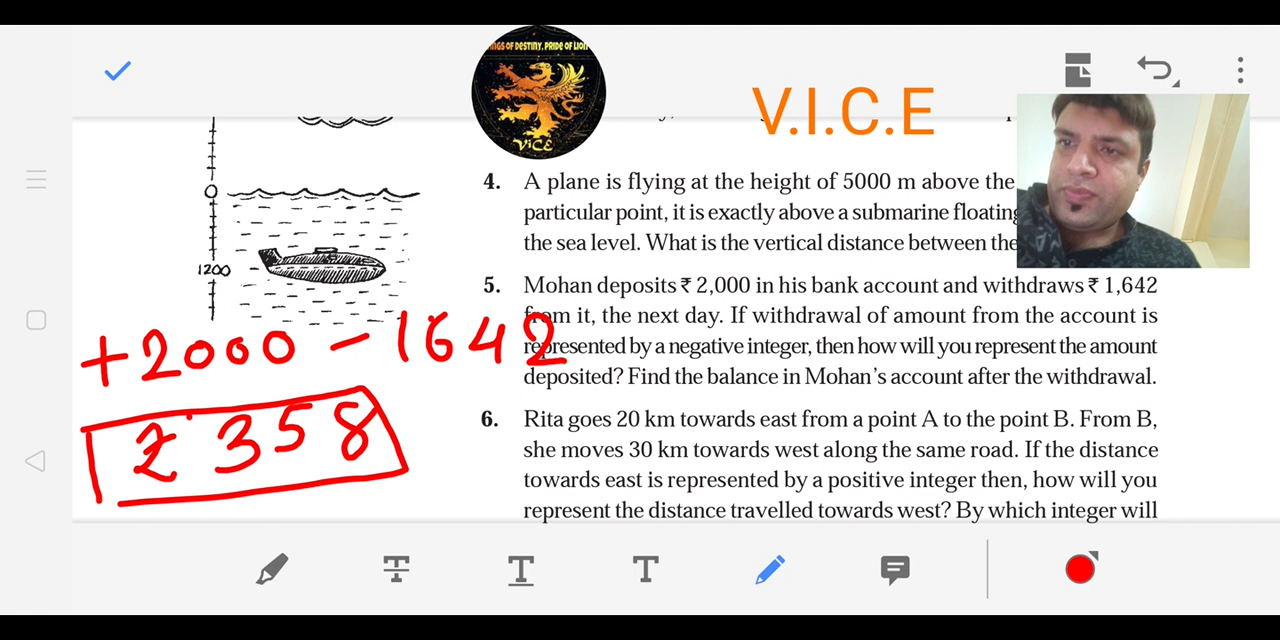 WINGS OF DESTINY, PRIDE OF LION
ViCE
V.I.C.E
0
1200
4. A plane is flying at the height of 5000 m above the
particular point, it is exactly above a submarine floating
the sea level. What is the vertical distance between the
5. Mohan deposits ₹ 2,000 in his bank account and withdraws ₹ 1,642
from it, the next day. If withdrawal of amount from the account is
represented by a negative integer, then how will you represent the amount
deposited? Find the balance in Mohan's account after the withdrawal.
6. Rita goes 20 km towards east from a point A to the point B. From B,
she moves 30 km towards west along the same road. If the distance
towards east is represented by a positive integer then, how will you
represent the distance travelled towards west? By which integer will
+2000 - 1642
₹ 358
T
T
T